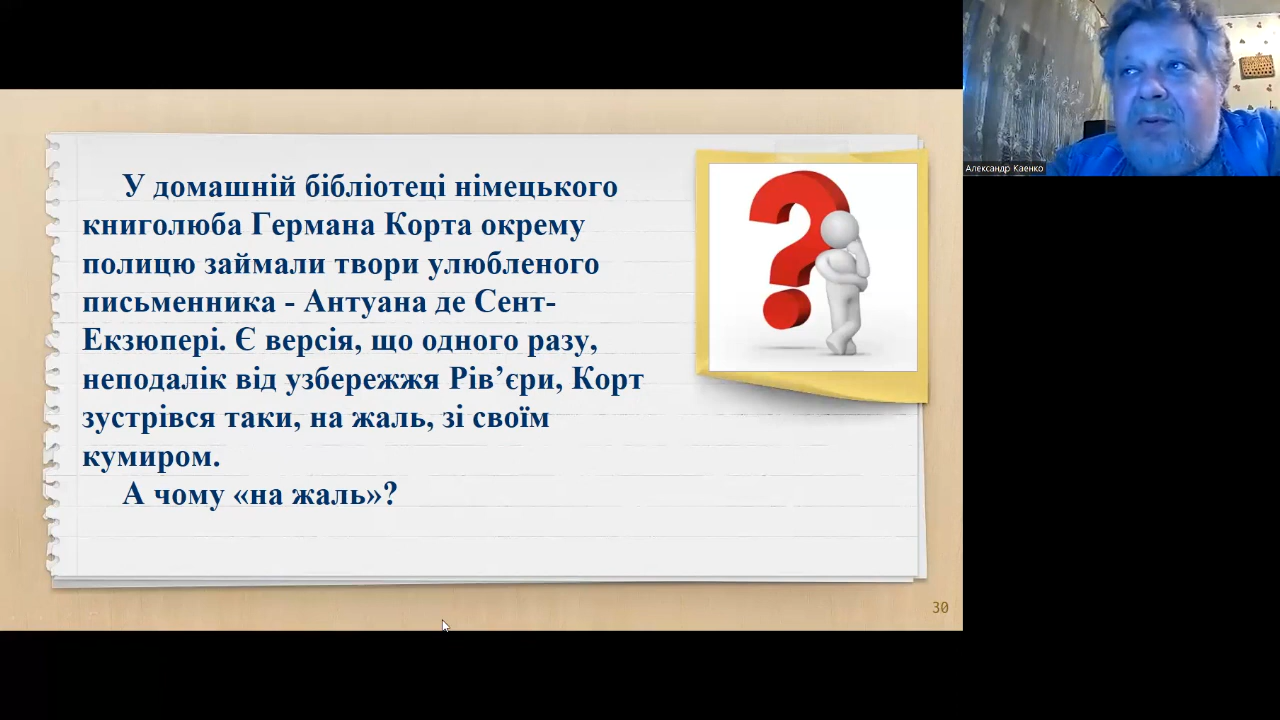 У домашній бібліотеці німецького
книголюба Германа Корта окрему
полицю займали твори улюбленого
письменника - Антуана де Сент-
Екзюпері. Є версія, що одного разу,
неподалік від узбережжя Рів’єри, Корт
зустрівся таки, на жаль, зі своїм
кумиром.
А чому «на жаль»?
30
Александр Каенко